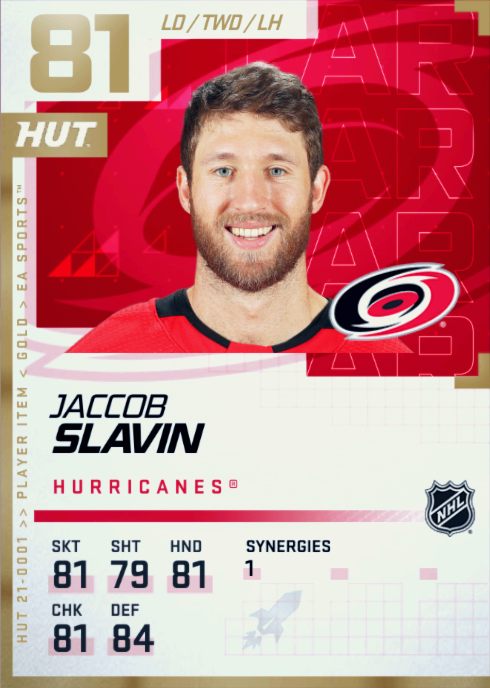 81
LD / TWD / LH
HUT
HUT 21-0001 >> PLAYER ITEM < GOLD > EA SPORTS™
CAR
CAR
CAR
CAR
CAR
JACCOB
SLAVIN
HURRICANES®
NHL
SKT SHT HND SYNERGIES
81 79 81 1
CHK DEF
81 84